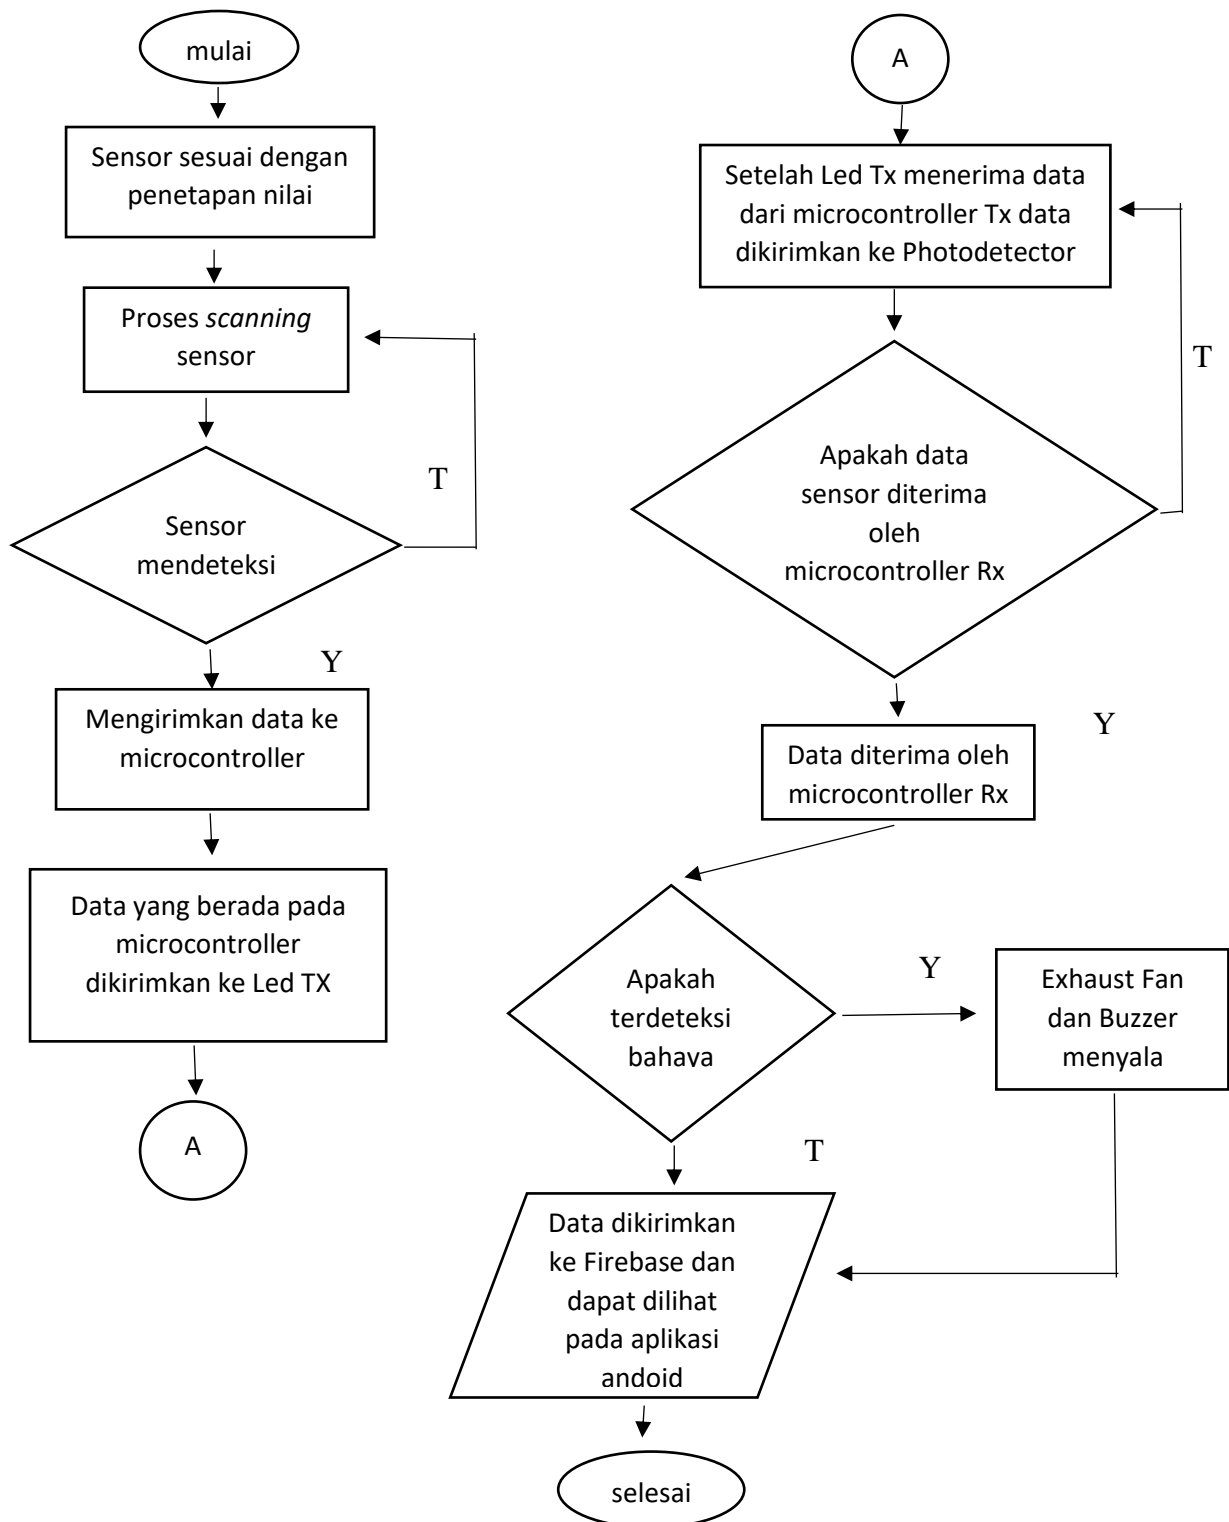 mulai
Sensor sesuai dengan
penetapan nilai
Proses scanning
sensor
T
Sensor
mendeteksi
Y
Mengirimkan data ke
microcontroller
Data yang berada pada
microcontroller
dikirimkan ke Led TX
A
A
Setelah Led Tx menerima data
dari microcontroller Tx data
dikirimkan ke Photodetector
T
Apakah data
sensor diterima
oleh
microcontroller Rx
Y
Data diterima oleh
microcontroller Rx
Apakah
terdeteksi
bahaya
Y
Exhaust Fan
dan Buzzer
menyala
T
Data dikirimkan
ke Firebase dan
dapat dilihat
pada aplikasi
andoid
selesai